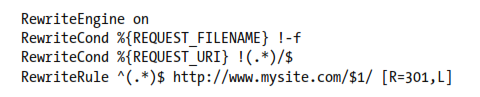 RewriteEngine on
RewriteCond %{REQUEST_FILENAME} !-f
RewriteCond %{REQUEST_URI} !(.*)/$
RewriteRule ^(.*)$ http://www.mysite.com/$1/ [R=301,L]